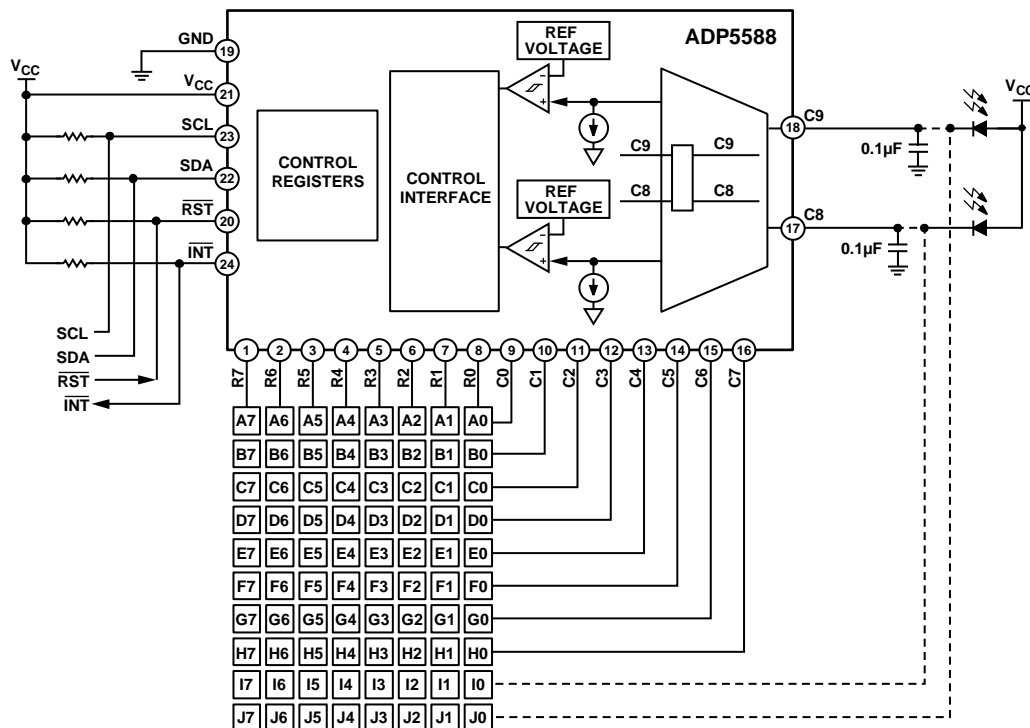 ADP5588
GND
19
VCC
VCC
21
SCL
23
SDA
22
RST
20
INT
24
SCL
SDA
RST
INT
CONTROL
REGISTERS
CONTROL
INTERFACE
REF
VOLTAGE
–
+
REF
VOLTAGE
–
+
C9
C9
C8
C8
18
C9
17
C8
VCC
0.1µF
0.1µF
1 2 3 4 5 6 7 8 9 10 11 12 13 14 15 16
R7 R6 R5 R4 R3 R2 R1 R0 C0 C1 C2 C3 C4 C5 C6 C7
A7 A6 A5 A4 A3 A2 A1 A0
B7 B6 B5 B4 B3 B2 B1 B0
C7 C6 C5 C4 C3 C2 C1 C0
D7 D6 D5 D4 D3 D2 D1 D0
E7 E6 E5 E4 E3 E2 E1 E0
F7 F6 F5 F4 F3 F2 F1 F0
G7 G6 G5 G4 G3 G2 G1 G0
H7 H6 H5 H4 H3 H2 H1 H0
I7 I6 I5 I4 I3 I2 I1 I0
J7 J6 J5 J4 J3 J2 J1 J0